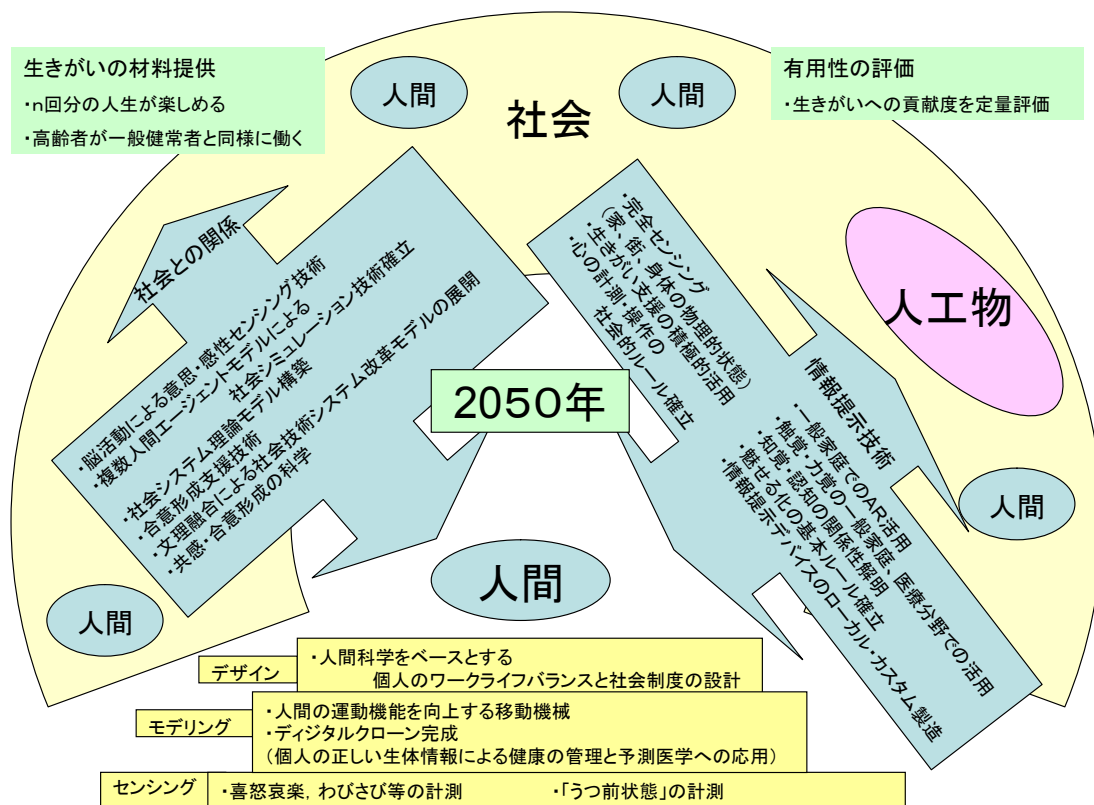 生きがいの材料提供
・n回分の人生が楽しめる
・高齢者が一般健常者と同様に働く
人間
人間
社会
有用性の評価
・生きがいへの貢献度を定量評価
社会との関係
・脳活動による意思・感性センシング技術
・複数人間エージェントモデルによる
社会シミュレーション技術確立
・社会システム理論モデル構築
・合意形成支援技術
・文理融合による社会技術システム改革モデルの展開
・共感・合意形成の科学
・完全センシング
(家、街、身体の物理的状態)
・生きがい支援の積極的活用
・心の計測・操作の
社会的ルール確立
人工物
2050年
情報提示技術
・一般家庭でのAR活用
・触覚・力覚の一般家庭、医療分野での活用
・知覚・認知の関係性解明
・魅せる化の基本ルール確立
・情報提示デバイスのローカル・カスタム製造
人間
人間
人間
デザイン
・人間科学をベースとする
個人のワークライフバランスと社会制度の設計
モデリング
・人間の運動機能を向上する移動機械
・ディジタルクローン完成
(個人の正しい生体情報による健康の管理と予測医学への応用)
センシング
・喜怒哀楽, わびさび等の計測 ・「うつ前状態」の計測